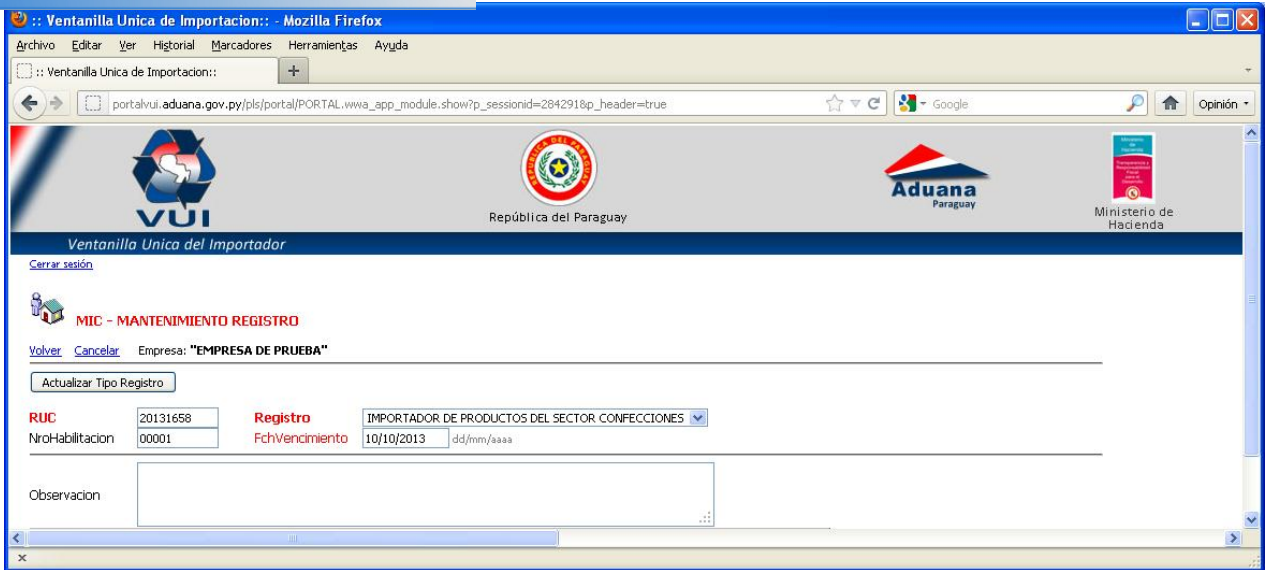 :: Ventanilla Unica de Importacion:: - Mozilla Firefox
Archivo Editar Ver Historial Marcadores Herramientas Ayuda
:: Ventanilla Unica de Importacion:: +
portalvui.aduana.gov.py/pls/portal/PORTAL.wwa_app_module.show?p_sessionid=284291&p_header=true Google Opinión
VUI
República del Paraguay
Aduana
Paraguay
Ministerio de
Hacienda
Ventanilla Unica del Importador
Cerrar sesión
MIC - MANTENIMIENTO REGISTRO
Volver Cancelar Empresa: "EMPRESA DE PRUEBA"
Actualizar Tipo Registro
RUC 20131658 Registro IMPORTADOR DE PRODUCTOS DEL SECTOR CONFECCIONES
NroHabilitacion 00001 FchVencimiento 10/10/2013 dd/mm/aaaa
Observacion